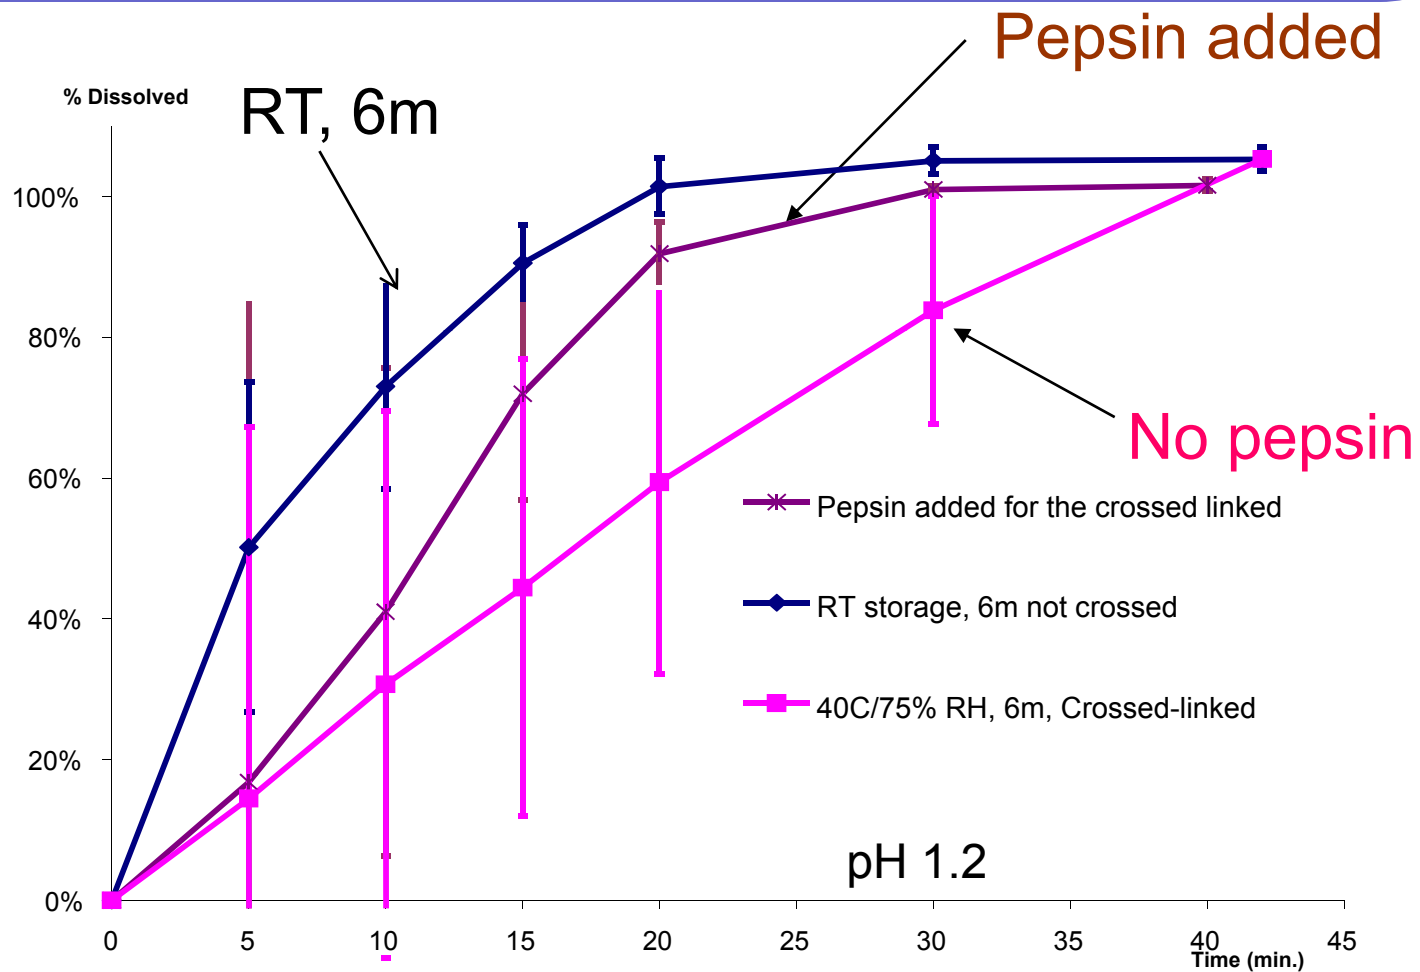 Pepsin added
% Dissolved
RT, 6m
100%
80%
No pepsin
60%
Pepsin added for the crossed linked
RT storage, 6m not crossed
40%
40C/75% RH, 6m, Crossed-linked
20%
pH 1.2
0%
0 5 10 15 20 25 30 35 40 45
Time (min.)